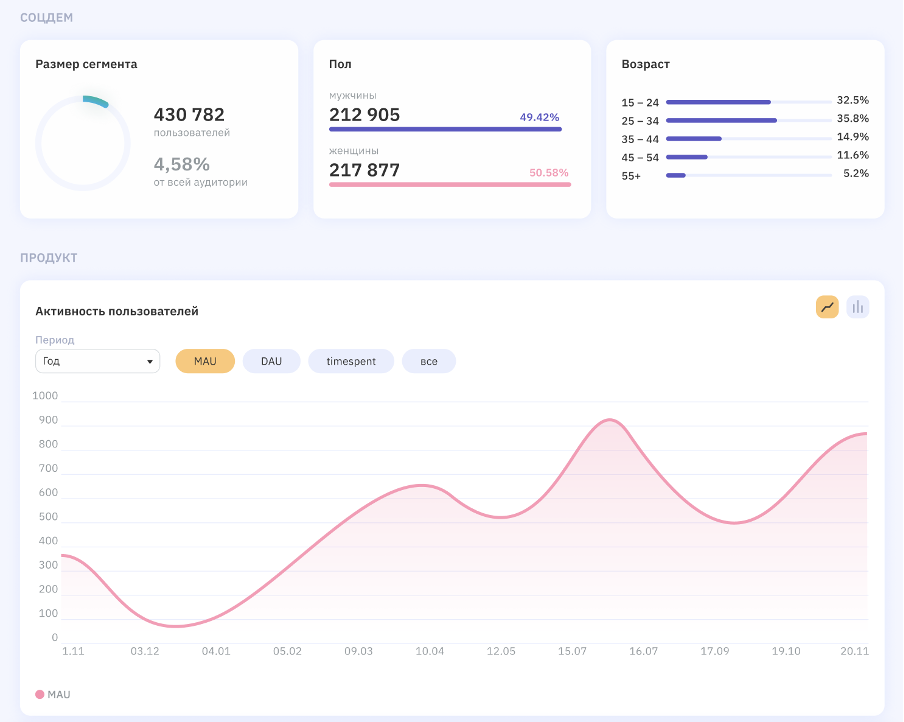 СОЦДЕМ
Размер сегмента
430 782
пользователей
4,58%
от всей аудитории
Пол
мужчины
212 905 49.42%
женщины
217 877 50.58%
Возраст
15 – 24 32.5%
25 – 34 35.8%
35 – 44 14.9%
45 – 54 11.6%
55+ 5.2%
ПРОДУКТ
Активность пользователей
Период
Год MAU DAU timespent все
1000
900
800
700
600
500
400
300
200
100
0
1.11 03.12 04.01 05.02 09.03 10.04 12.05 15.07 16.07 17.09 19.10 20.11
MAU